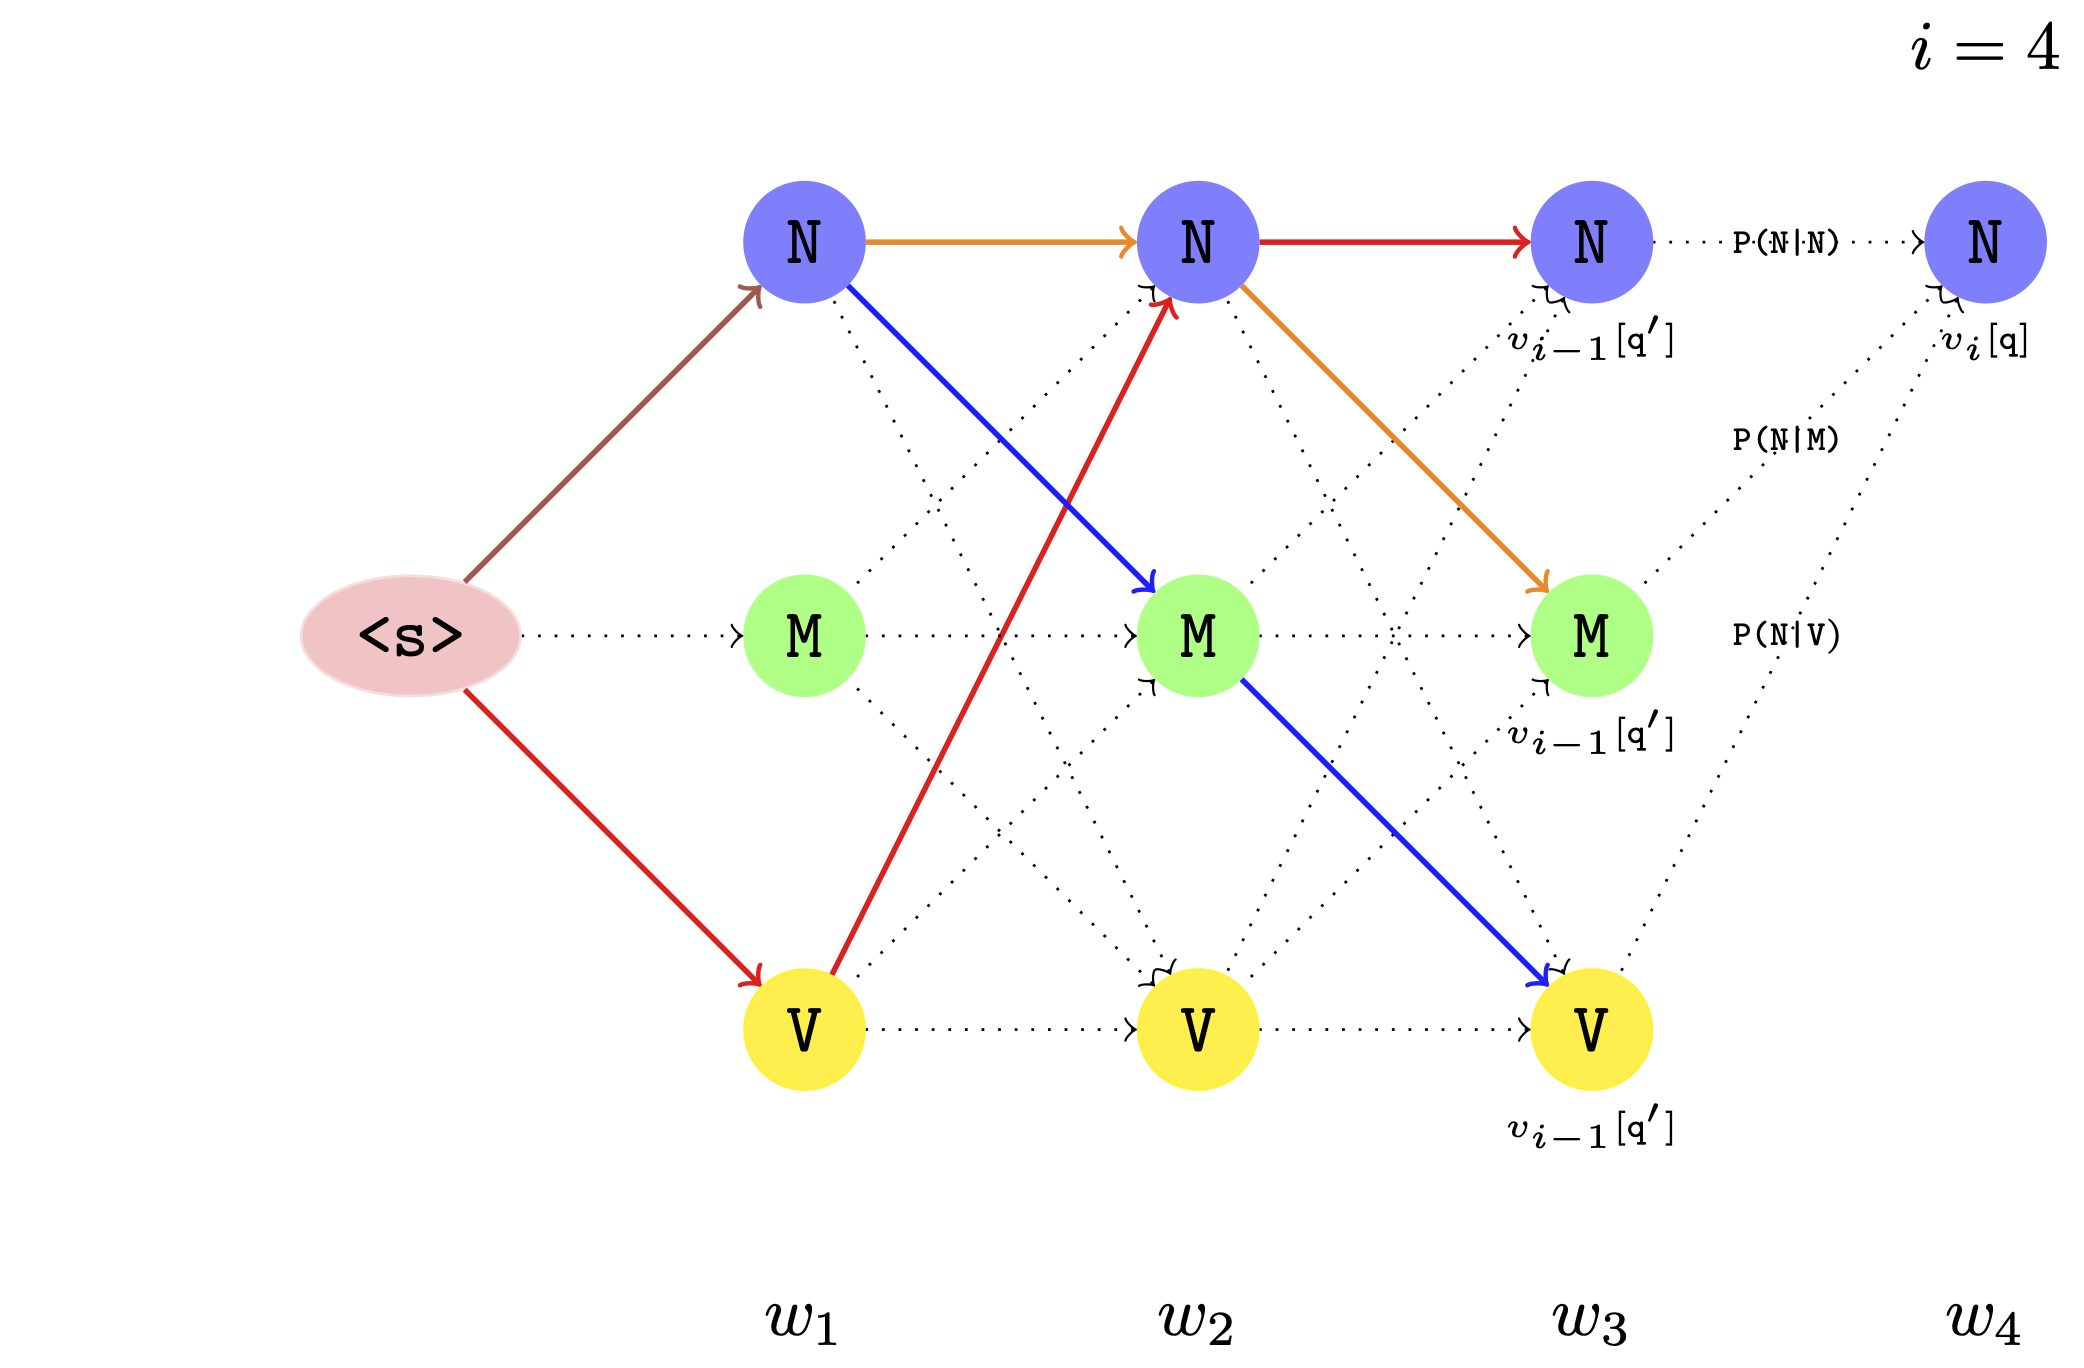 i = 4
N N N P(N|N) N
v_{i-1}[q'] v_i[q]
P(N|M)
<s> M M M P(N|V)
v_{i-1}[q']
V V V
v_{i-1}[q']
w_1 w_2 w_3 w_4